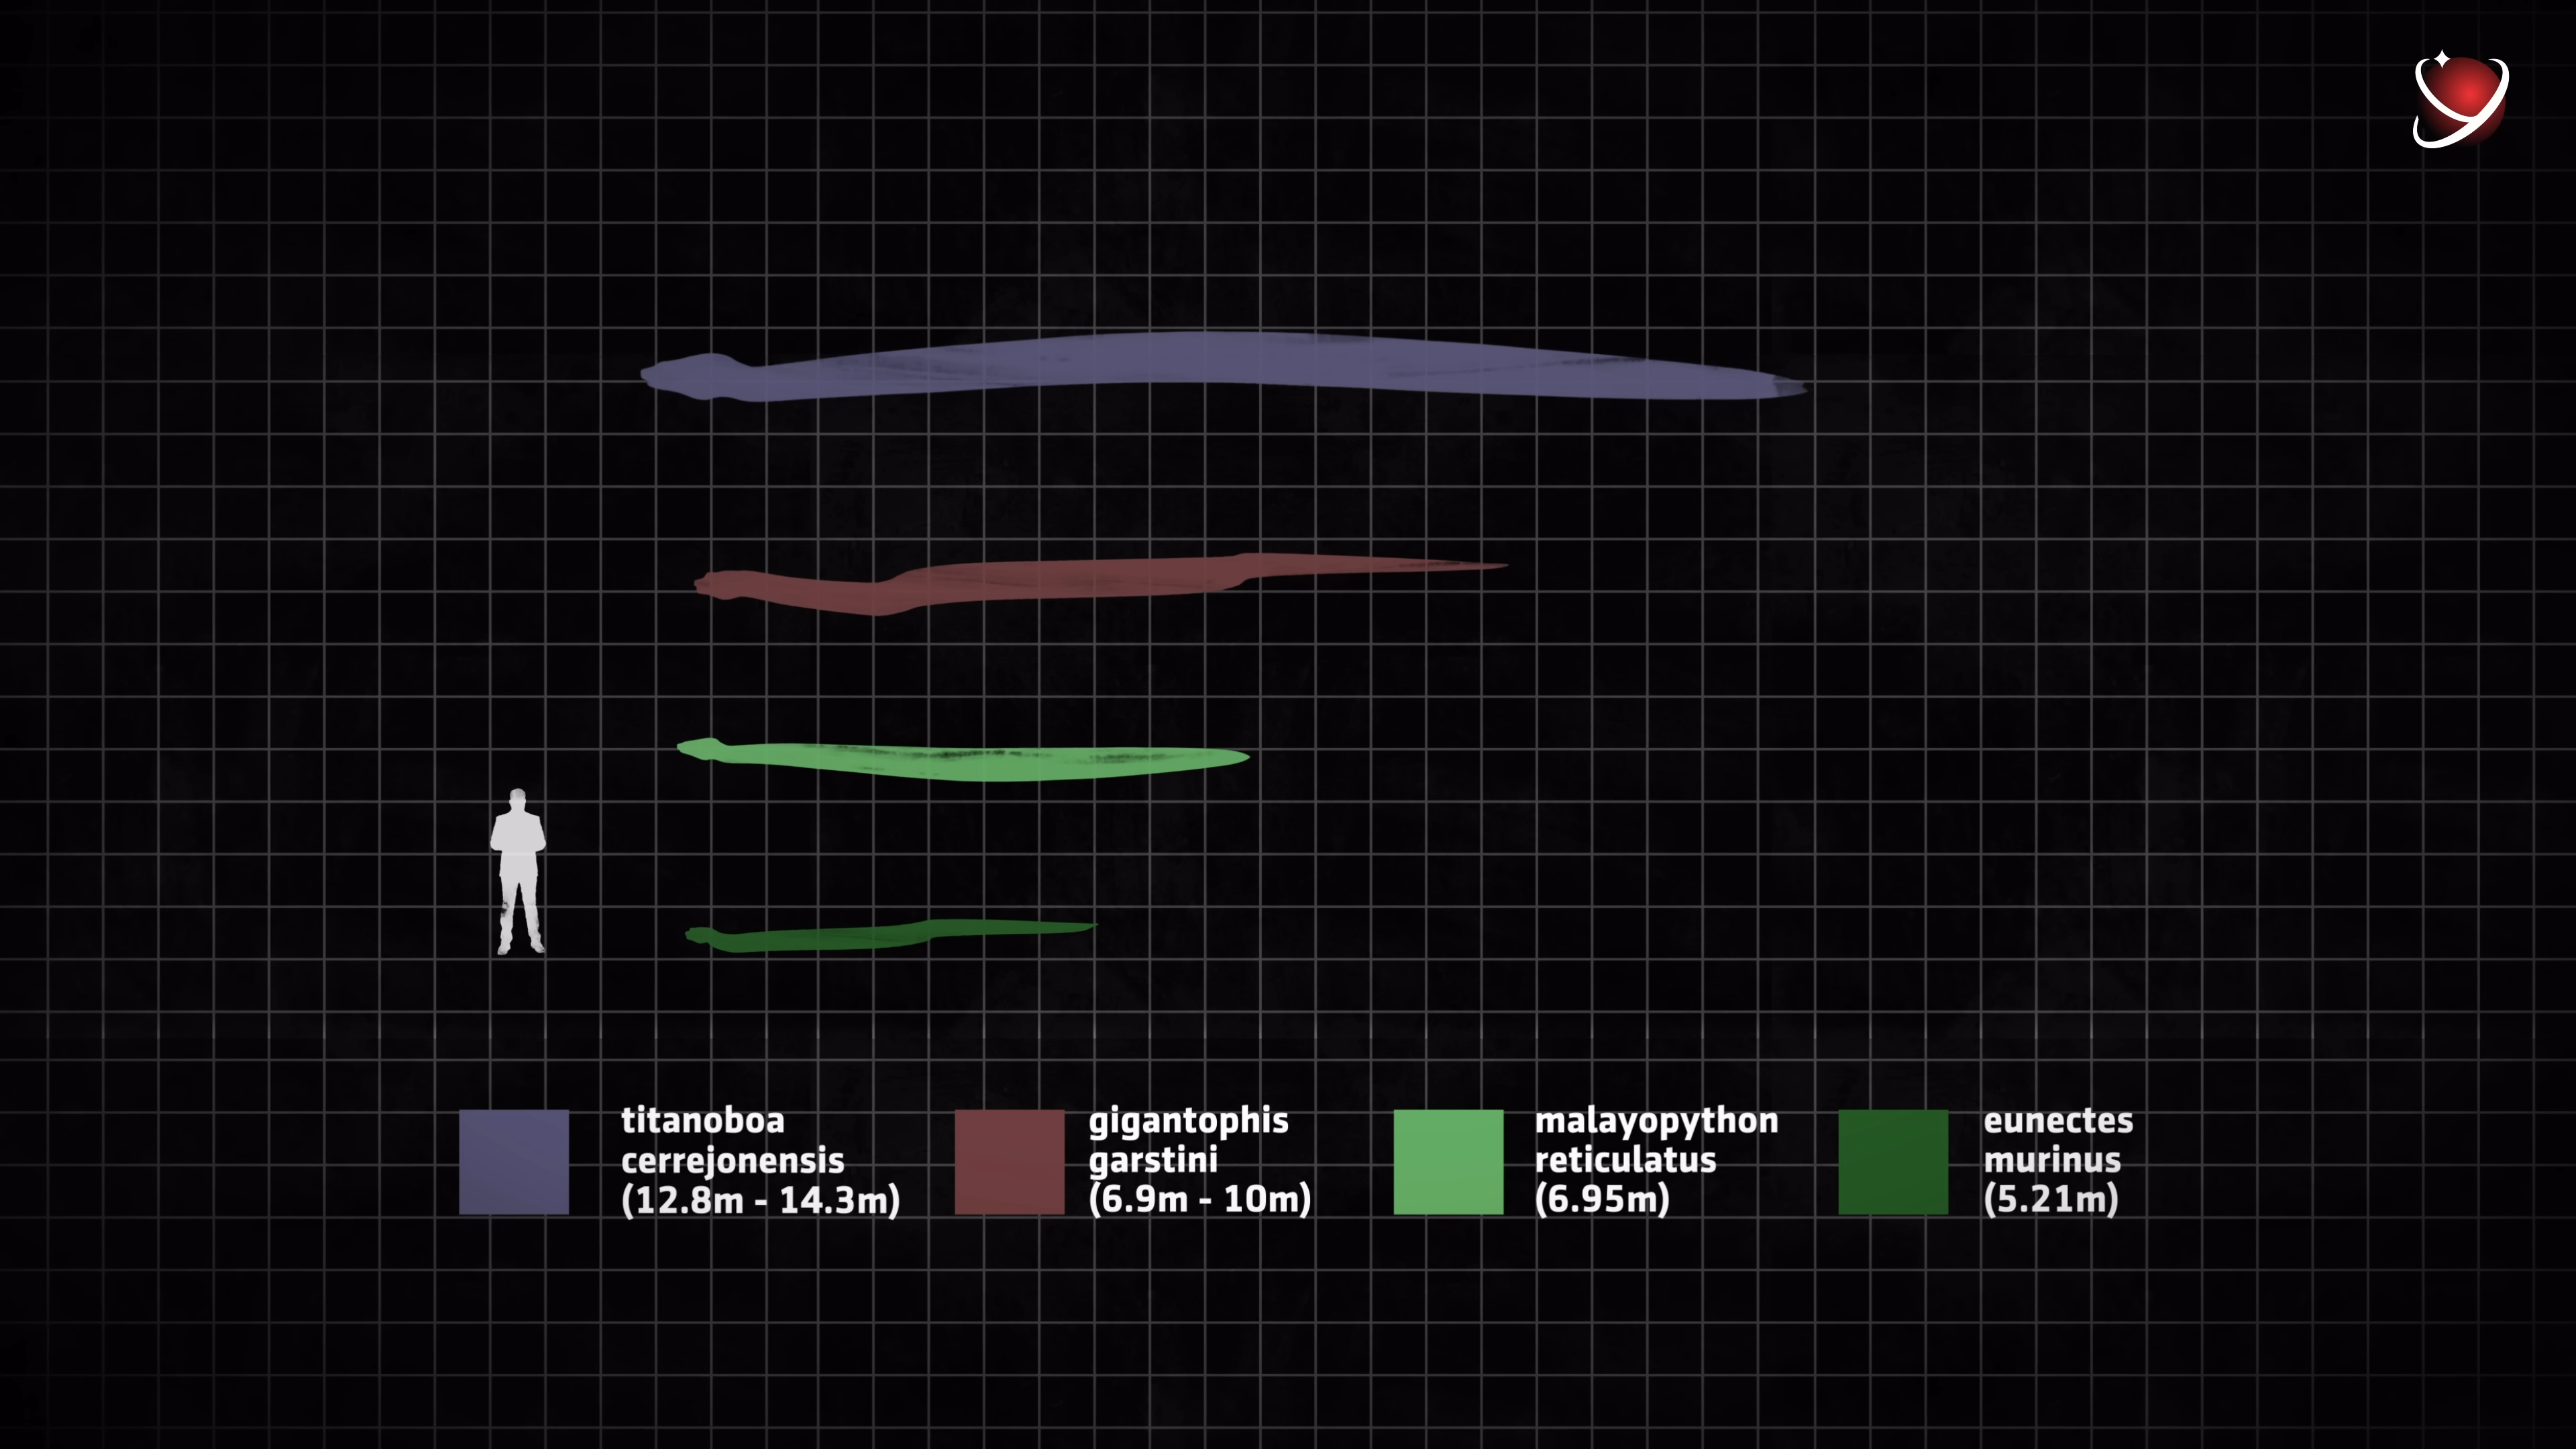 titanoboa
cerrejonensis
(12.8m - 14.3m)
gigantophis
garstini
(6.9m - 10m)
malayopython
reticulatus
(6.95m)
eunectes
murinus
(5.21m)